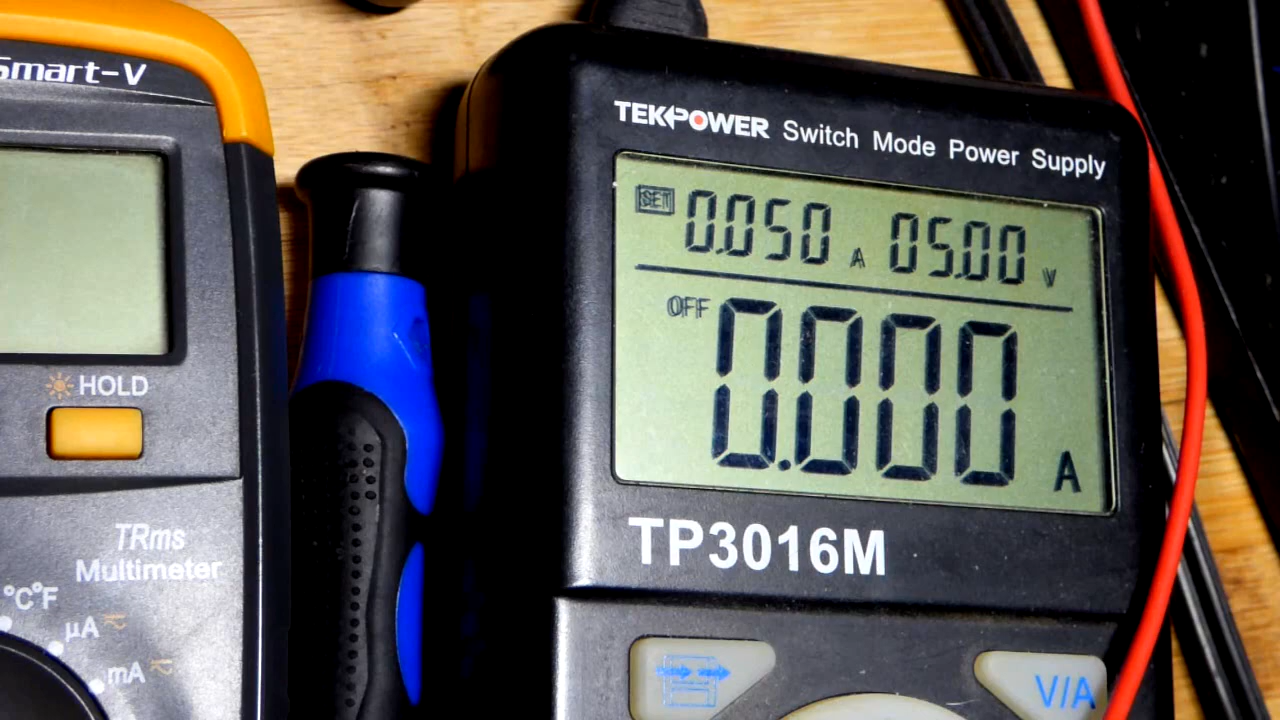 Smart-V
HOLD
TRms
Multimeter
°C°F
µA
mA
TEKPOWER Switch Mode Power Supply
SET 0.050 A 05.00 V
OFF 0.000 A
TP3016M
V/A